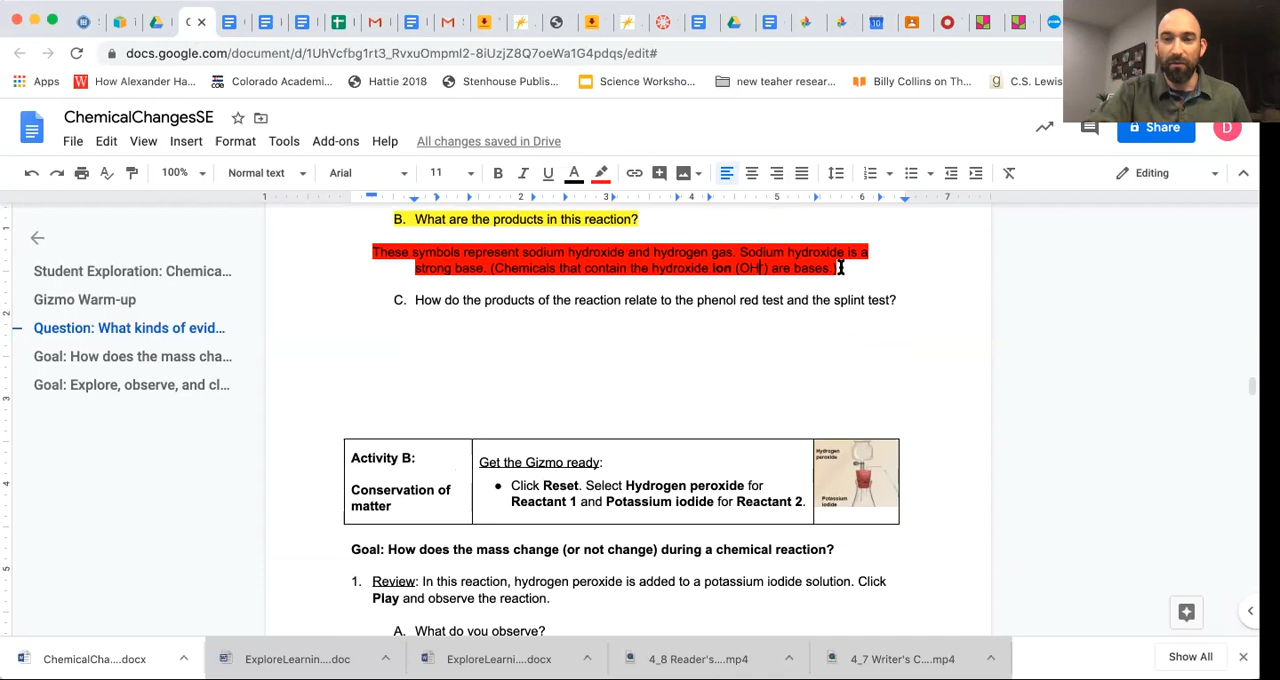 docs.google.com/document/d/1UhVcfbg1rt3_RvxuOmpmI2-8iUzjZ8Q7oeWa1G4pdqs/edit#
Apps
How Alexander Ha...
Colorado Academi...
Hattie 2018
Stenhouse Publis...
Science Worksho...
new teaher resear...
Billy Collins on Th...
C.S. Lewis
ChemicalChangesSE
File Edit View Insert Format Tools Add-ons Help All changes saved in Drive
Share
D
100% Normal text Arial 11 B I U A Editing
1 1 2 3 4 5 6 7
Student Exploration: Chemica...
Gizmo Warm-up
Question: What kinds of evid...
Goal: How does the mass cha...
Goal: Explore, observe, and cl...
B. What are the products in this reaction?
These symbols represent sodium hydroxide and hydrogen gas. Sodium hydroxide is a
strong base. (Chemicals that contain the hydroxide ion (OH-) are bases.)
C. How do the products of the reaction relate to the phenol red test and the splint test?
Activity B:
Conservation of
matter
Get the Gizmo ready:
● Click Reset. Select Hydrogen peroxide for
Reactant 1 and Potassium iodide for Reactant 2.
Hydrogen
peroxide
Potassium
iodide
Goal: How does the mass change (or not change) during a chemical reaction?
1. Review: In this reaction, hydrogen peroxide is added to a potassium iodide solution. Click
Play and observe the reaction.
A. What do you observe?
ChemicalCha....docx
ExploreLearnin....doc
ExploreLearni....docx
4_8 Reader's....mp4
4_7 Writer's C....mp4
Show All